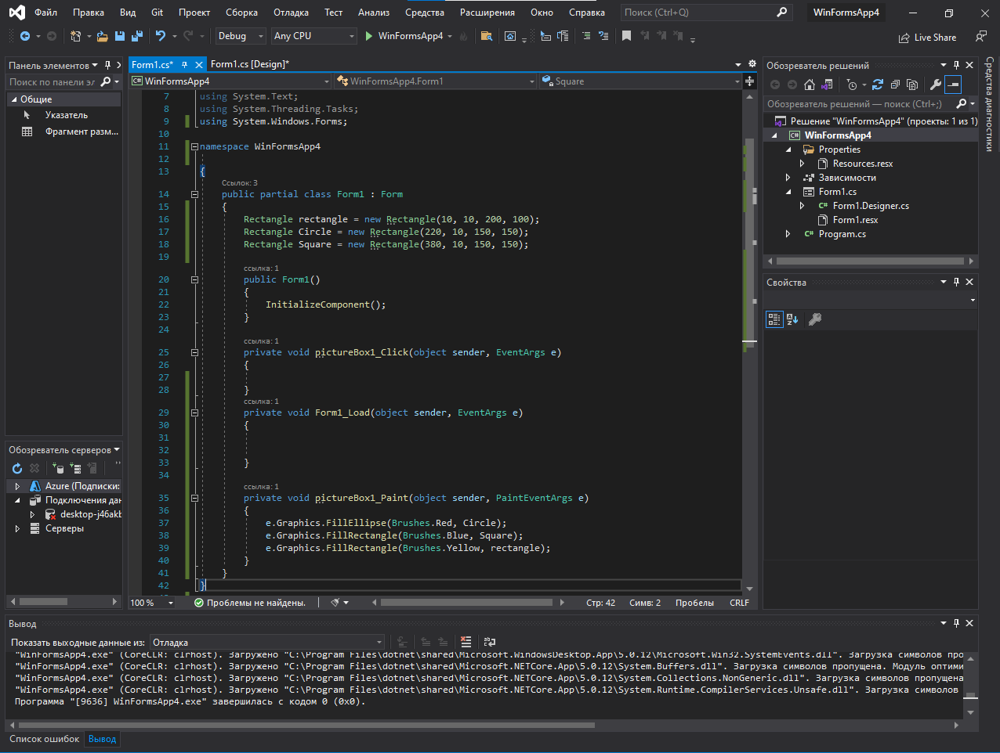 Файл Правка Вид Git Проект Сборка Отладка Тест Анализ Средства Расширения Окно Справка Поиск (Ctrl+Q) WinFormsApp4
Debug Any CPU WinFormsApp4 Live Share
Панель элементов
Поиск по панели эл
Общие
Указатель
Фрагмент разм...
Обозреватель серверов
Azure (Подписки:
Подключения дан
desktop-j46akb
Серверы
Form1.cs* Form1.cs [Design]*
WinFormsApp4 WinFormsApp4.Form1 Square
7 using System.Text;
8 using System.Threading.Tasks;
9 using System.Windows.Forms;
10
11 namespace WinFormsApp4
12
13 {
Ссылок: 3
14 public partial class Form1 : Form
15 {
16 Rectangle rectangle = new Rectangle(10, 10, 200, 100);
17 Rectangle Circle = new Rectangle(220, 10, 150, 150);
18 Rectangle Square = new Rectangle(380, 10, 150, 150);
19
ссылка: 1
20 public Form1()
21 {
22 InitializeComponent();
23 }
24
ссылка: 1
25 private void pictureBox1_Click(object sender, EventArgs e)
26 {
27
28 }
ссылка: 1
29 private void Form1_Load(object sender, EventArgs e)
30 {
31
32
33 }
34
ссылка: 1
35 private void pictureBox1_Paint(object sender, PaintEventArgs e)
36 {
37 e.Graphics.FillEllipse(Brushes.Red, Circle);
38 e.Graphics.FillRectangle(Brushes.Blue, Square);
39 e.Graphics.FillRectangle(Brushes.Yellow, rectangle);
40 }
41 }
42 }
100 % Проблемы не найдены. Стр: 42 Симв: 2 Пробелы CRLF
Обозреватель решений
Обозреватель решений — поиск (Ctrl+;)
Решение "WinFormsApp4" (проекты: 1 из 1)
WinFormsApp4
Properties
Resources.resx
Зависимости
Form1.cs
Form1.Designer.cs
Form1.resx
Program.cs
Свойства
Средства диагностики
Вывод
Показать выходные данные из: Отладка
"WinFormsApp4.exe" (CoreCLR: clrhost). Загружено "C:\Program Files\dotnet\shared\Microsoft.WindowsDesktop.App\5.0.12\Microsoft.Win32.SystemEvents.dll". Загрузка символов про
"WinFormsApp4.exe" (CoreCLR: clrhost). Загружено "C:\Program Files\dotnet\shared\Microsoft.NETCore.App\5.0.12\System.Buffers.dll". Загрузка символов пропущена. Модуль оптими
"WinFormsApp4.exe" (CoreCLR: clrhost). Загружено "C:\Program Files\dotnet\shared\Microsoft.NETCore.App\5.0.12\System.Collections.NonGeneric.dll". Загрузка символов пропущена
"WinFormsApp4.exe" (CoreCLR: clrhost). Загружено "C:\Program Files\dotnet\shared\Microsoft.NETCore.App\5.0.12\System.Runtime.CompilerServices.Unsafe.dll". Загрузка символов
Программа "[9636] WinFormsApp4.exe" завершилась с кодом 0 (0x0).
Список ошибок Вывод